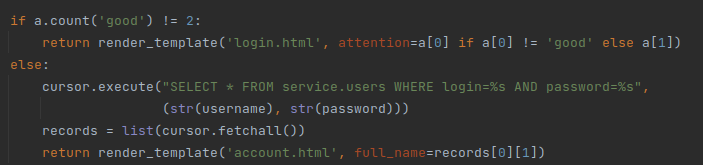 if a.count('good') != 2:
    return render_template('login.html', attention=a[0] if a[0] != 'good' else a[1])
else:
    cursor.execute("SELECT * FROM service.users WHERE login=%s AND password=%s",
                   (str(username), str(password)))
    records = list(cursor.fetchall())
    return render_template('account.html', full_name=records[0][1])